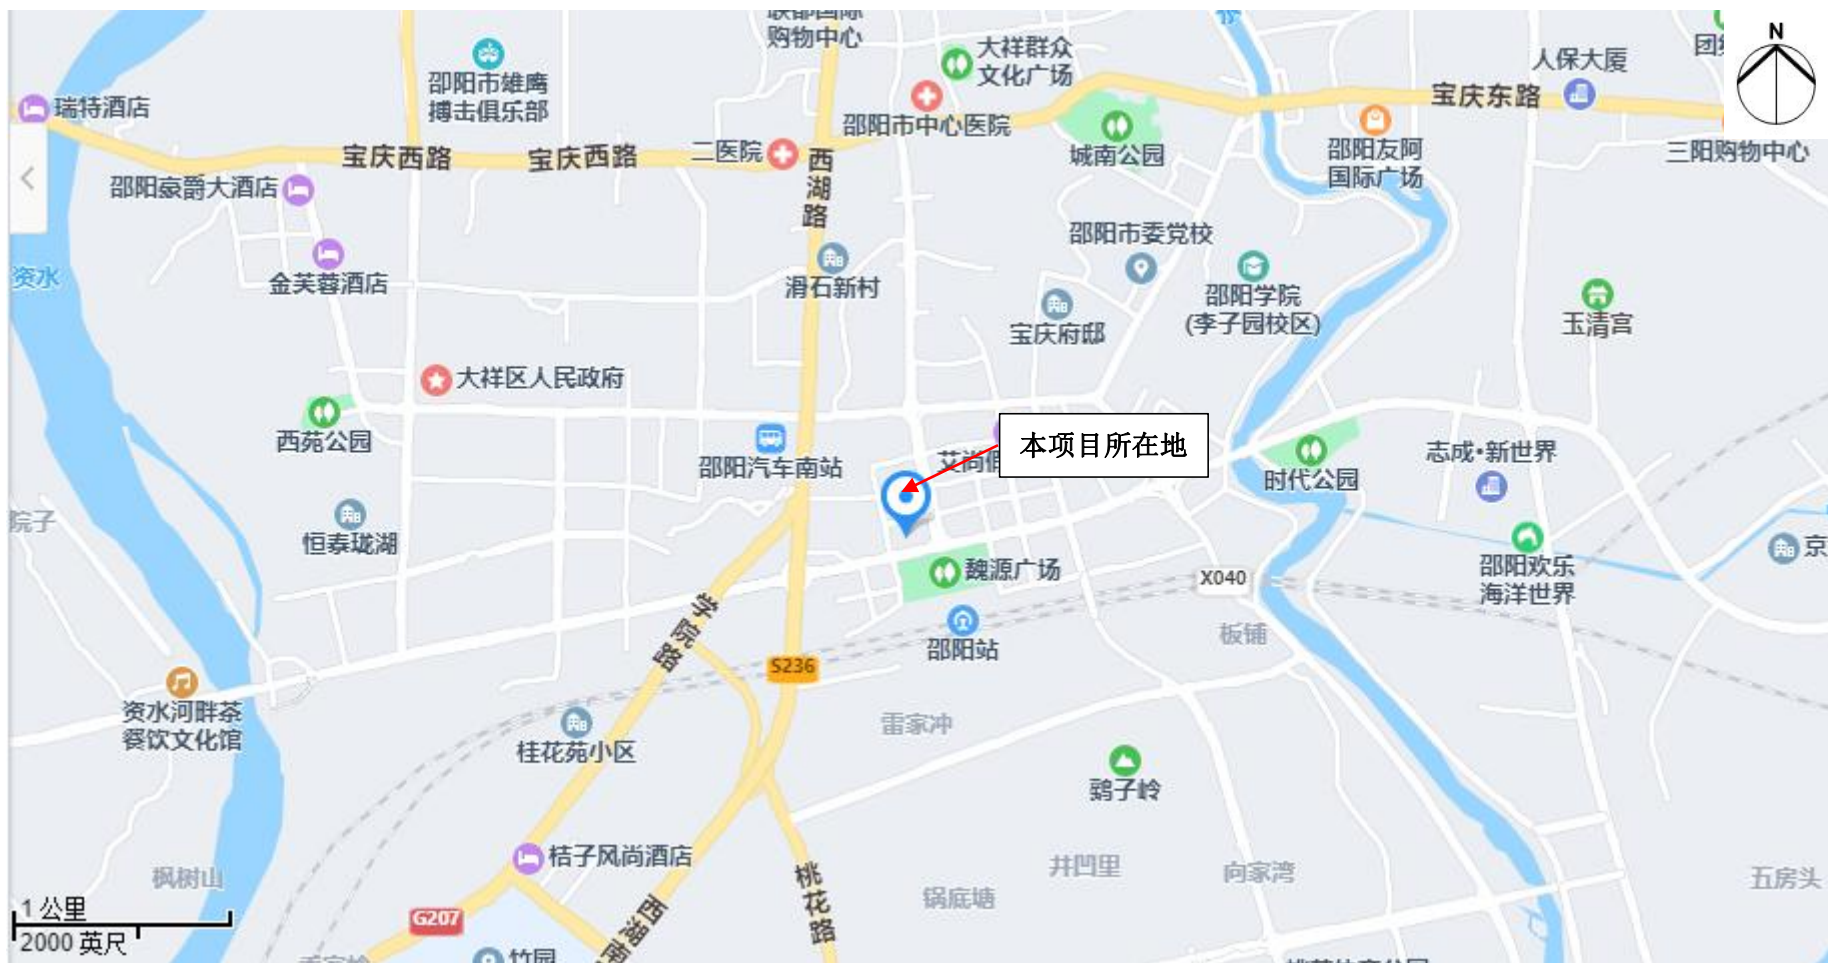 购物中心
大祥群众
文化广场
N
人保大厦
邵阳市雄鹰
搏击俱乐部
宝庆东路
瑞特酒店
邵阳市中心医院
宝庆西路
宝庆西路
二医院
西湖路
城南公园
邵阳友阿
国际广场
三阳购物中心
邵阳豪爵大酒店
邵阳市委党校
资水
金芙蓉酒店
滑石新村
邵阳学院
(李子园校区)
宝庆府邸
玉清宫
大祥区人民政府
西苑公园
邵阳汽车南站
艾尚
本项目所在地
时代公园
志成·新世界
院子
恒泰珑湖
魏源广场
X040
邵阳欢乐
海洋世界
京
学院路
邵阳站
板铺
S236
资水河畔茶
餐饮文化馆
桂花苑小区
雷家冲
鹞子岭
枫树山
桔子风尚酒店
桃花路
井凹里
向家湾
锅底塘
五房头
1 公里
2000 英尺
G207
西湖南
竹园